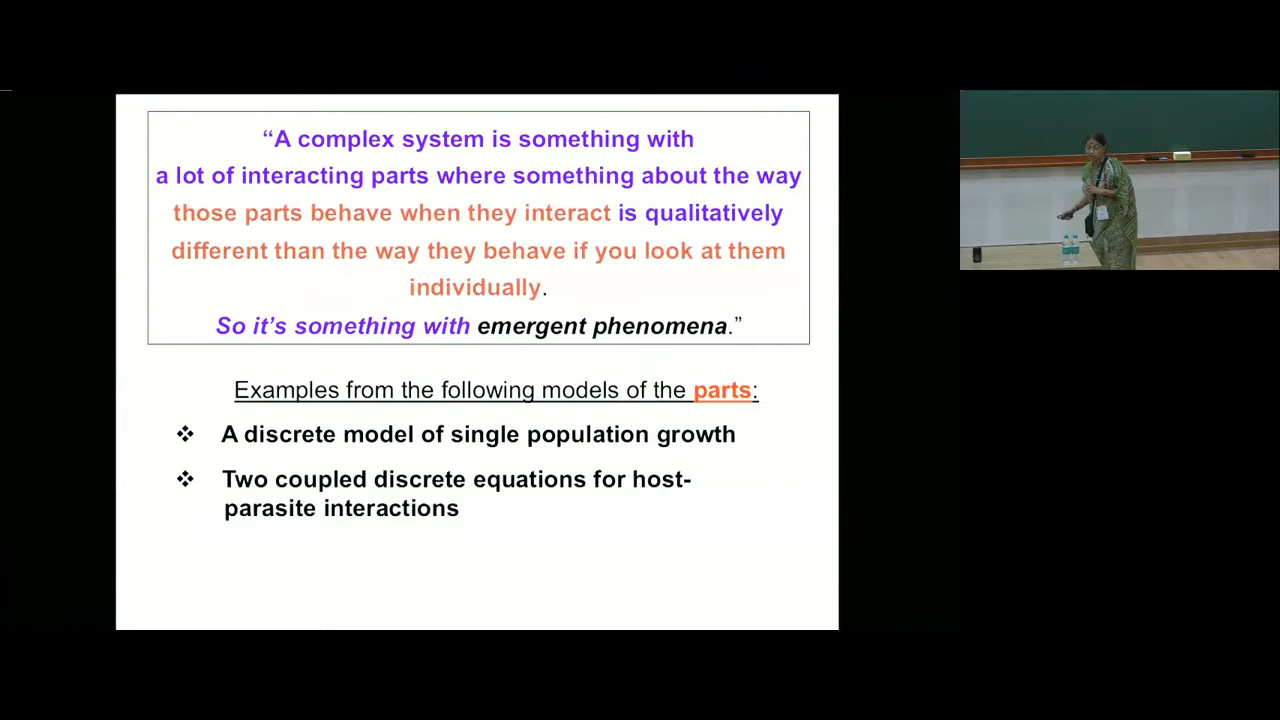 “A complex system is something with
a lot of interacting parts where something about the way
those parts behave when they interact is qualitatively
different than the way they behave if you look at them
individually.
So it’s something with emergent phenomena.”
Examples from the following models of the parts:
❖ A discrete model of single population growth
❖ Two coupled discrete equations for host-
parasite interactions